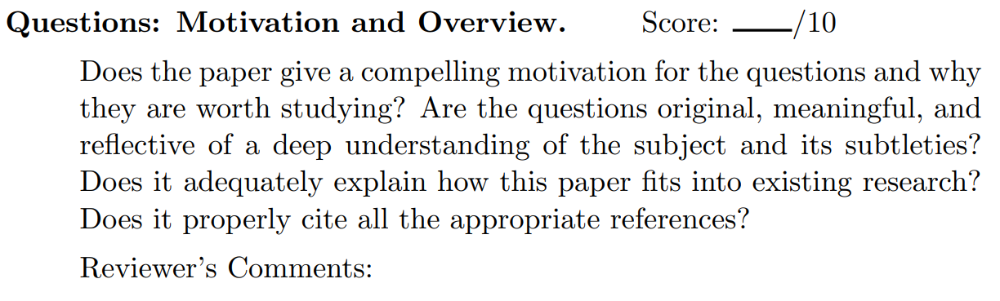 Questions: Motivation and Overview. Score: ___/10
Does the paper give a compelling motivation for the questions and why
they are worth studying? Are the questions original, meaningful, and
reflective of a deep understanding of the subject and its subtleties?
Does it adequately explain how this paper fits into existing research?
Does it properly cite all the appropriate references?
Reviewer's Comments: